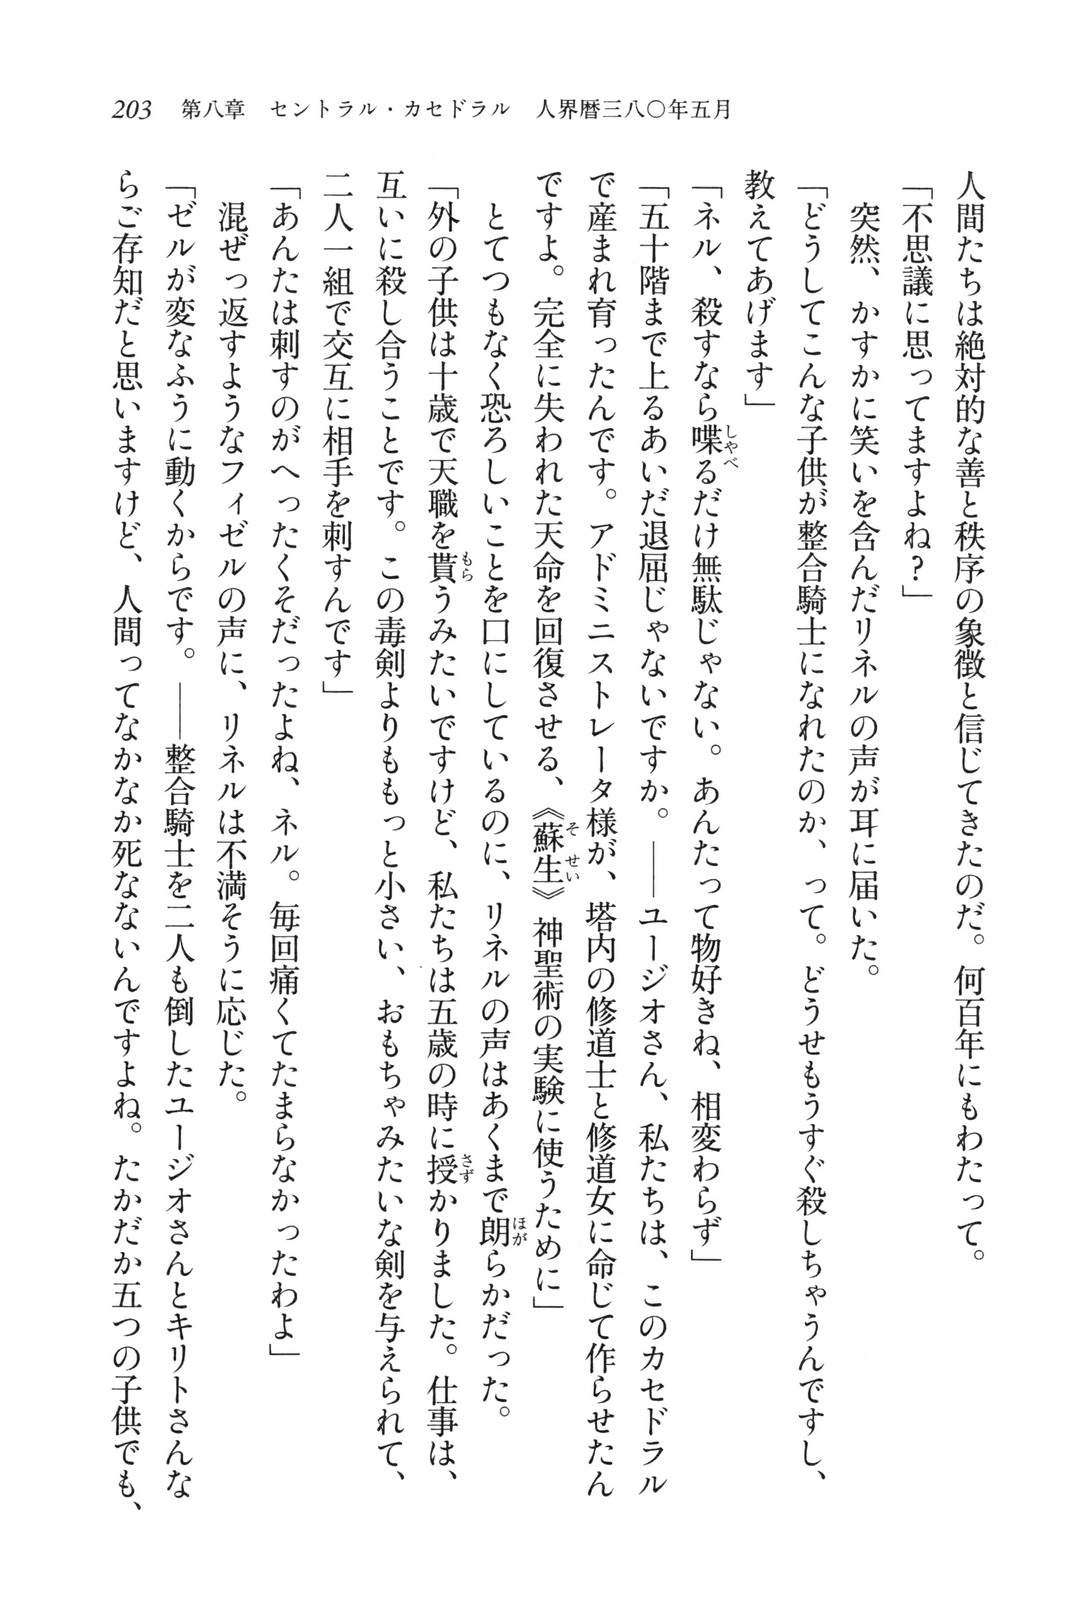 203　第八章　セントラル・カセドラル　人界暦三八〇年五月
人間たちは絶対的な善と秩序の象徴と信じてきたのだ。何百年にもわたって。
「不思議に思ってますよね？」
　突然、かすかに笑いを含んだリネルの声が耳に届いた。
「どうしてこんな子供が整合騎士になれたのか、って。どうせもうすぐ殺しちゃうんですし、
教えてあげます」
「ネル、殺すなら喋るだけ無駄じゃない。あんたって物好きね、相変わらず」
「五十階まで上るあいだ退屈じゃないですか。――ユージオさん、私たちは、このカセドラル
で産まれ育ったんです。アドミニストレータ様が、塔内の修道士と修道女に命じて作らせたん
ですよ。完全に失われた天命を回復させる、《蘇生》神聖術の実験に使うために」
　とてつもなく恐ろしいことを口にしているのに、リネルの声はあくまで朗らかだった。
「外の子供は十歳で天職を貰うみたいですけど、私たちは五歳の時に授かりました。仕事は、
互いに殺し合うことです。この毒剣よりももっと小さい、おもちゃみたいな剣を与えられて、
二人一組で交互に相手を刺すんです」
「あんたは刺すのがへったくそだったよね、ネル。毎回痛くてたまらなかったわよ」
　混ぜっ返すようなフィゼルの声に、リネルは不満そうに応じた。
「ゼルが変なふうに動くからです。――整合騎士を二人も倒したユージオさんとキリトさんな
らご存知だと思いますけど、人間ってなかなか死なないんですよね。たかだか五つの子供でも、